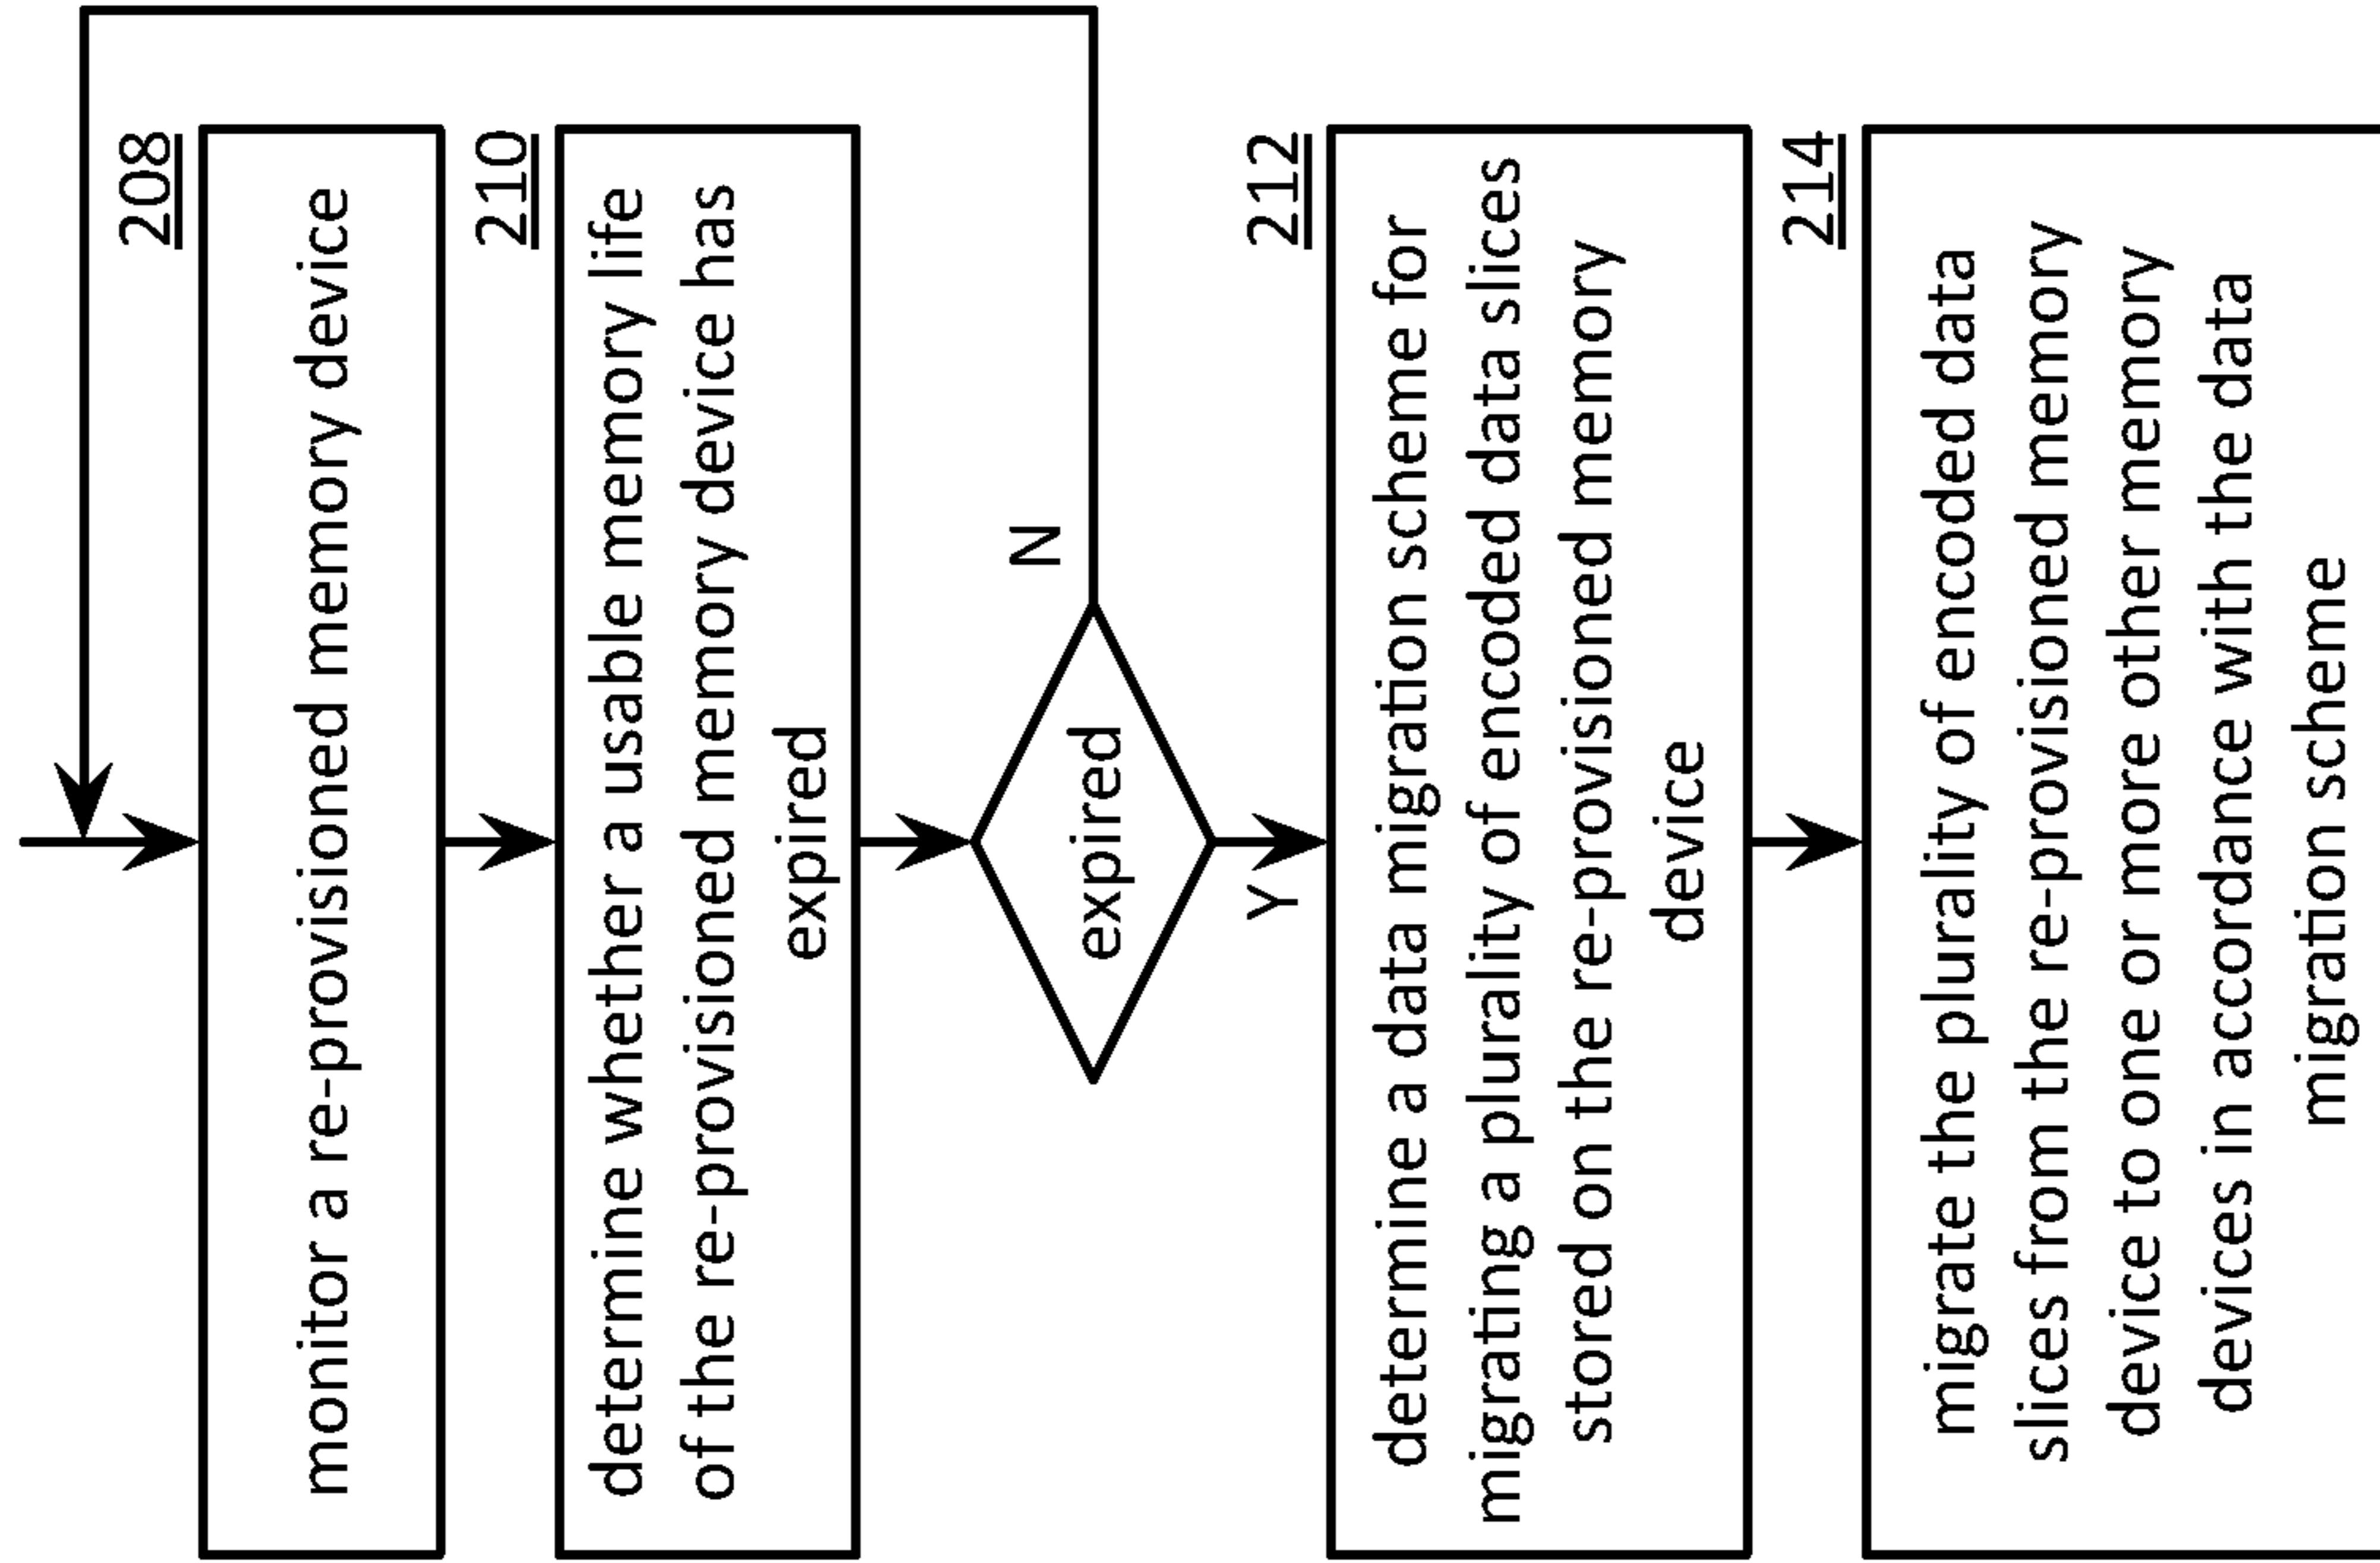 208
monitor a re-provisioned memory device
210
determine whether a usable memory life
of the re-provisioned memory device has
expired
expired
N
Y
212
determine a data migration scheme for
migrating a plurality of encoded data slices
stored on the re-provisioned memory
device
214
migrate the plurality of encoded data
slices from the re-provisioned memory
device to one or more other memory
devices in accordance with the data
migration scheme